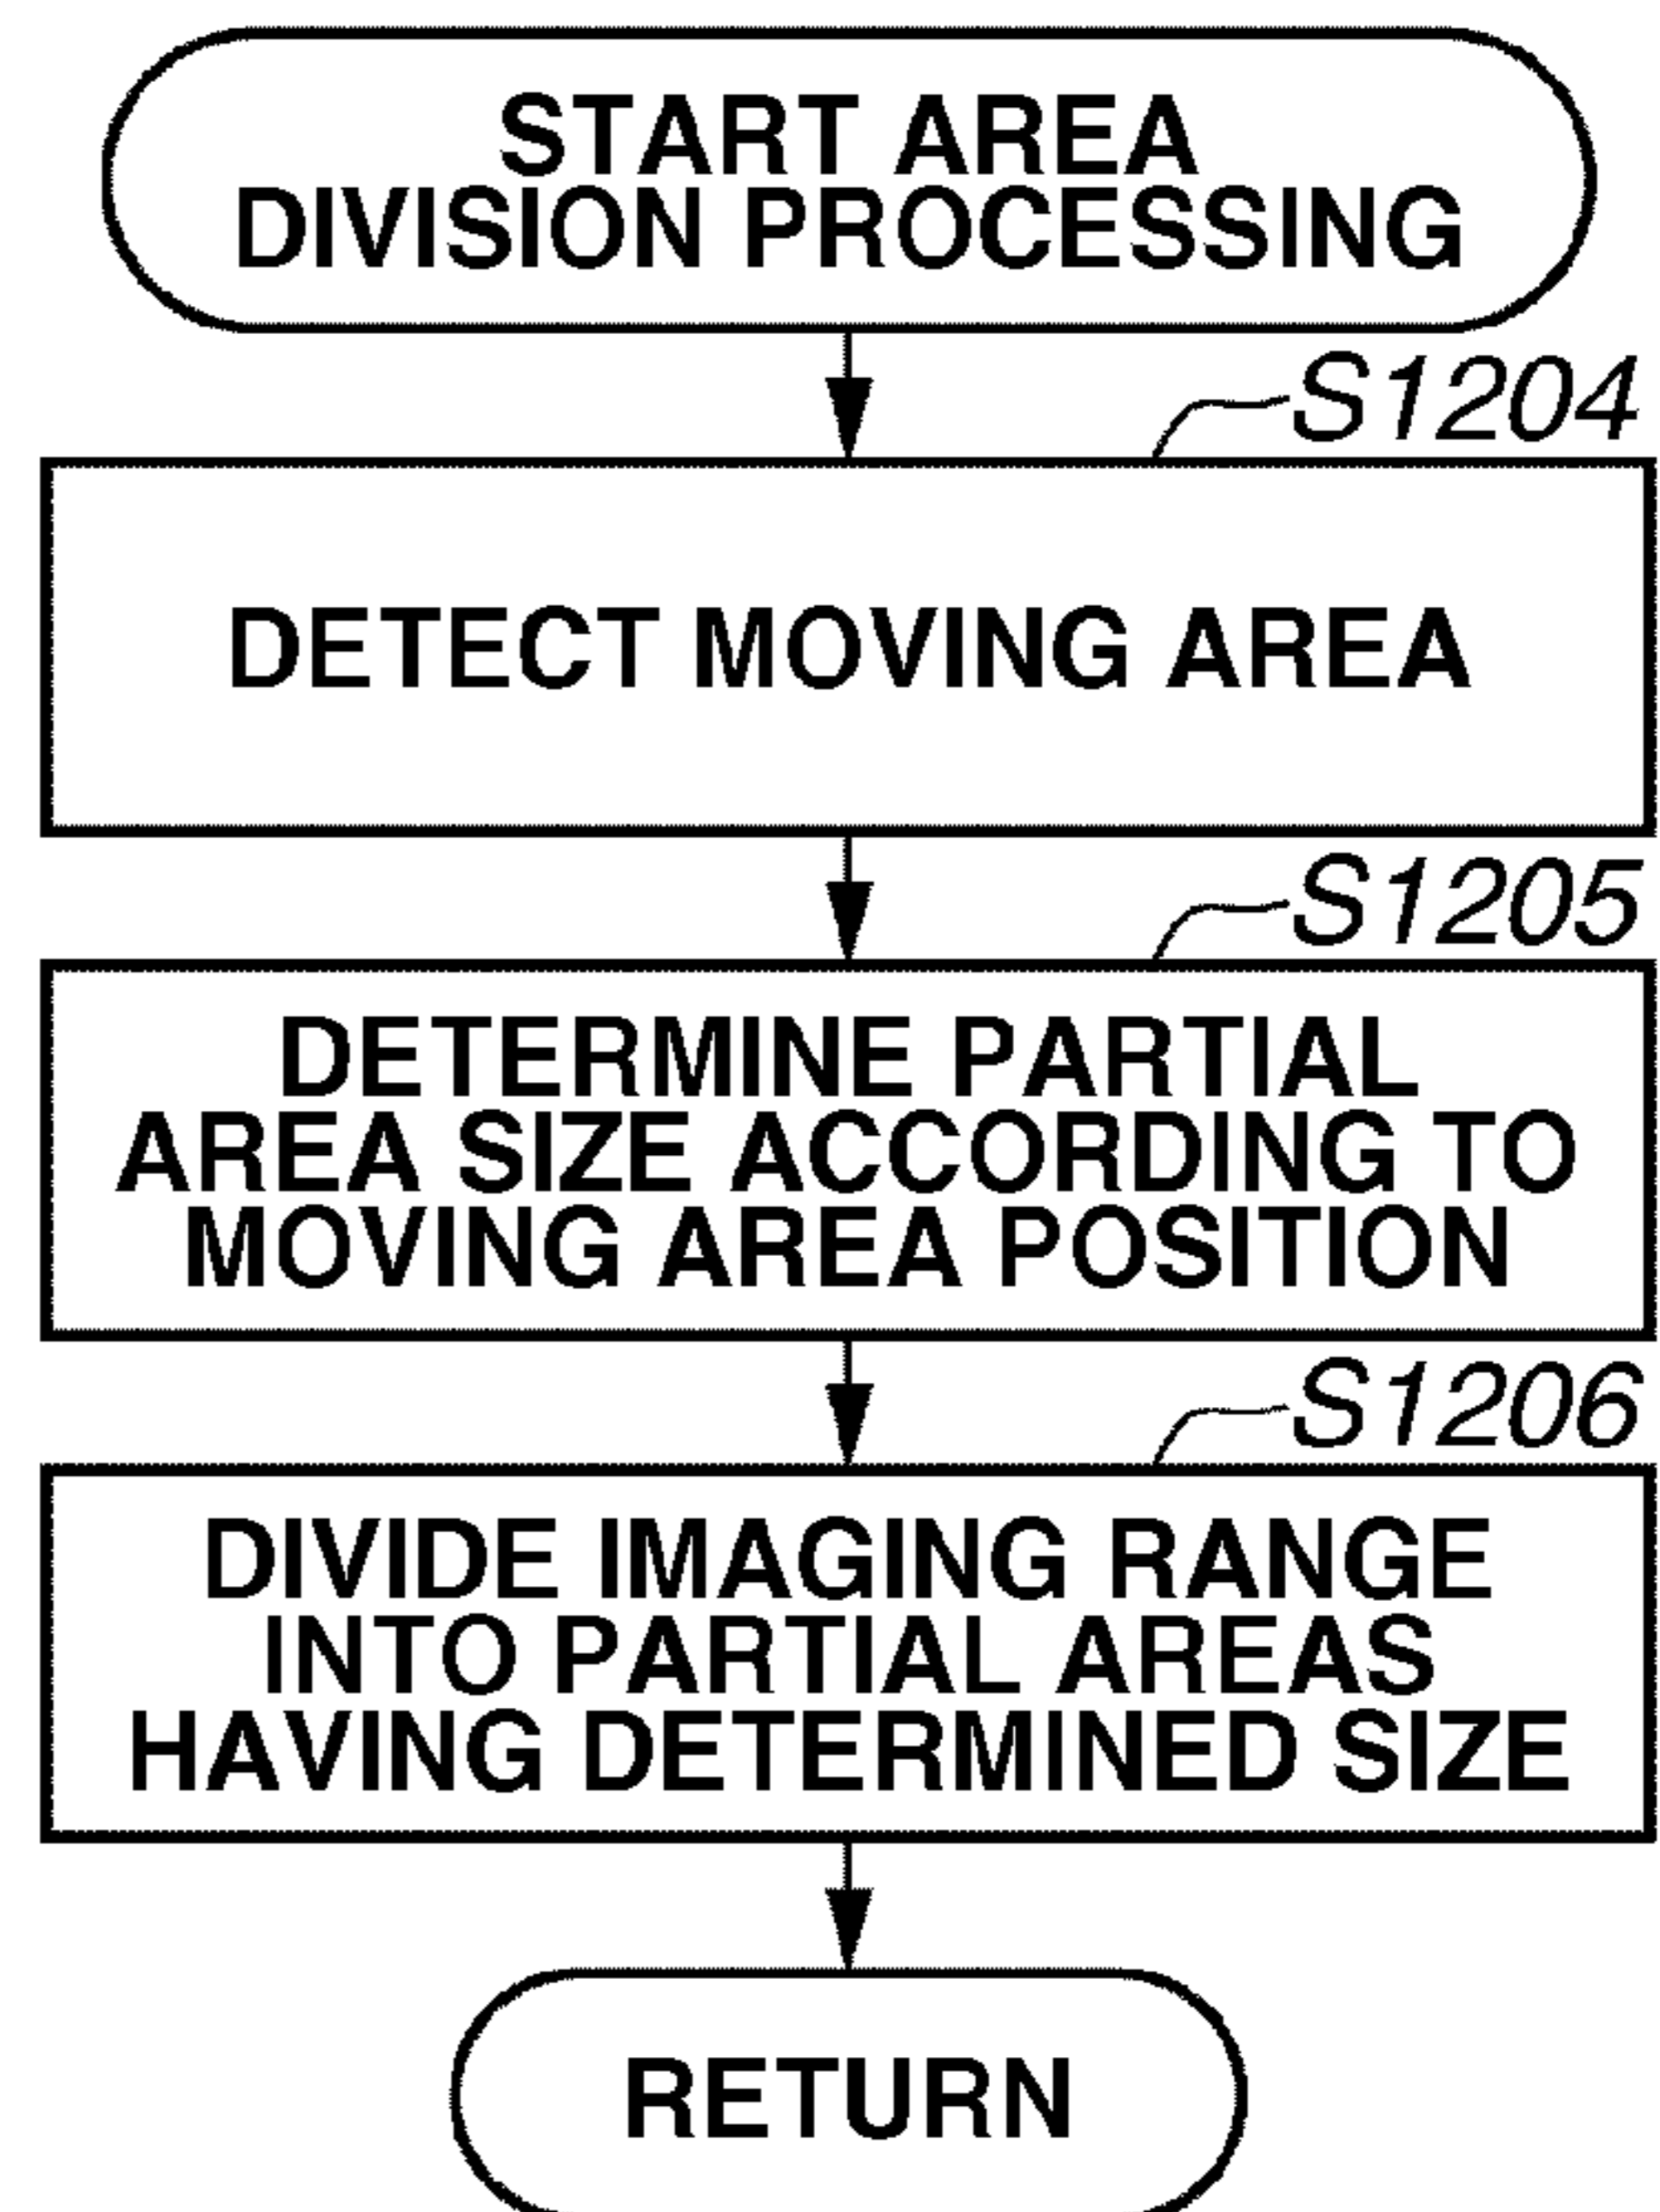 START AREA
DIVISION PROCESSING
S1204
DETECT MOVING AREA
S1205
DETERMINE PARTIAL
AREA SIZE ACCORDING TO
MOVING AREA POSITION
S1206
DIVIDE IMAGING RANGE
INTO PARTIAL AREAS
HAVING DETERMINED SIZE
RETURN